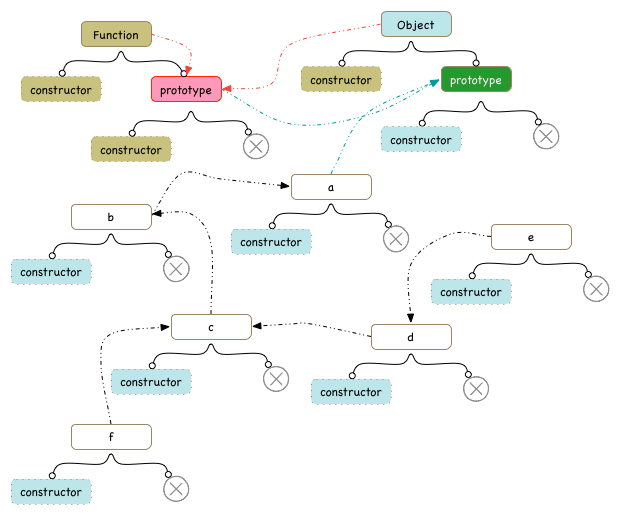 Function
Object
constructor
prototype
constructor
prototype
constructor
constructor
a
b
constructor
e
constructor
constructor
c
d
constructor
constructor
f
constructor